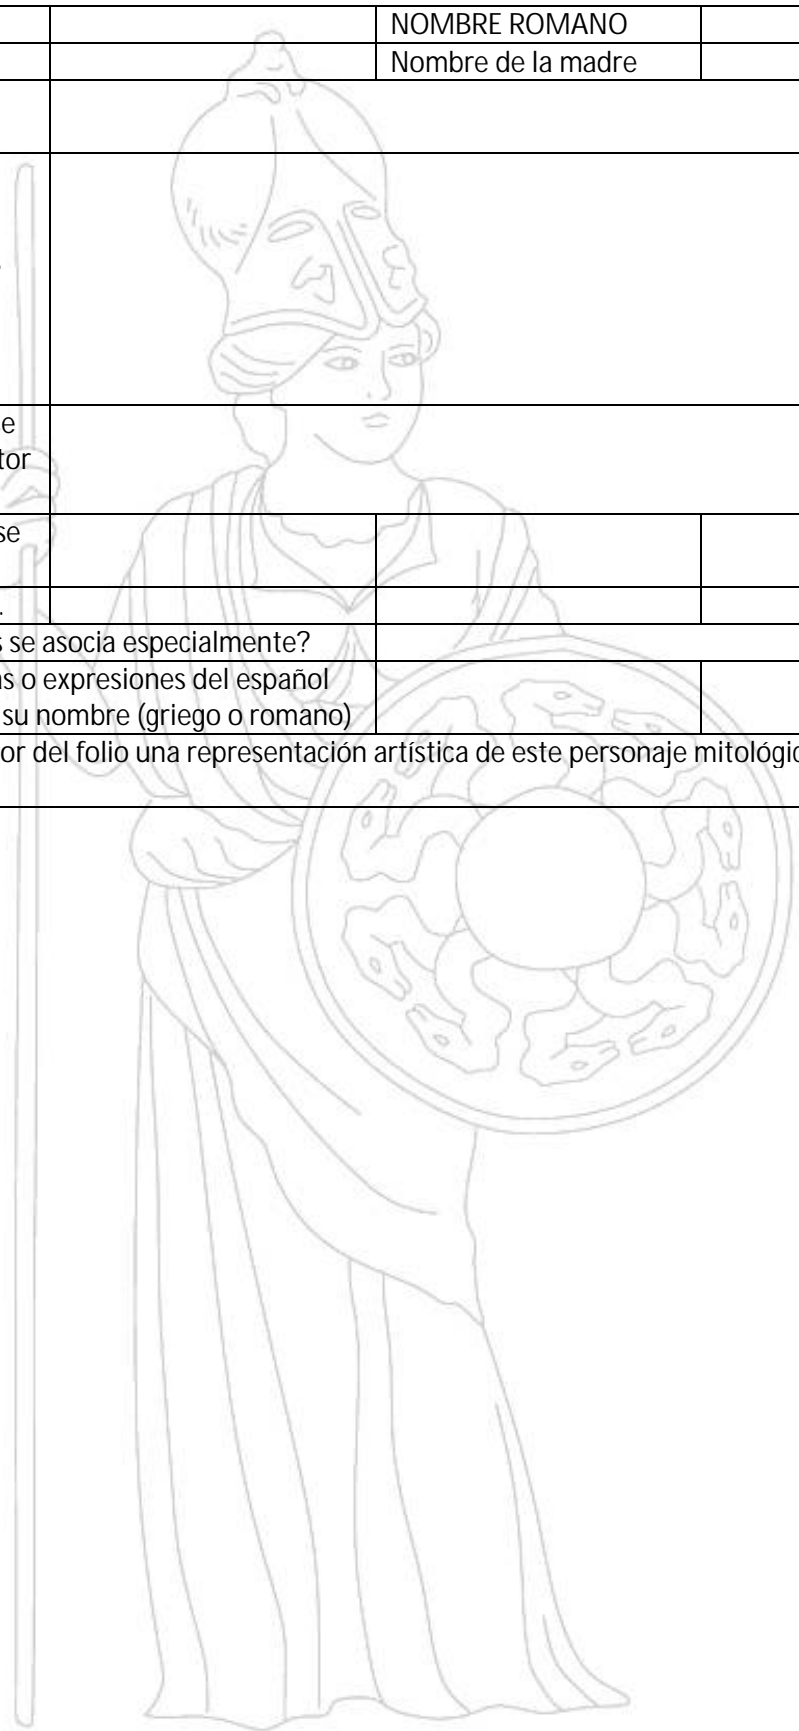 NOMBRE ROMANO
Nombre de la madre
e
tor
se
.
s se asocia especialmente?
as o expresiones del español
su nombre (griego o romano)
or del folio una representación artística de este personaje mitológic